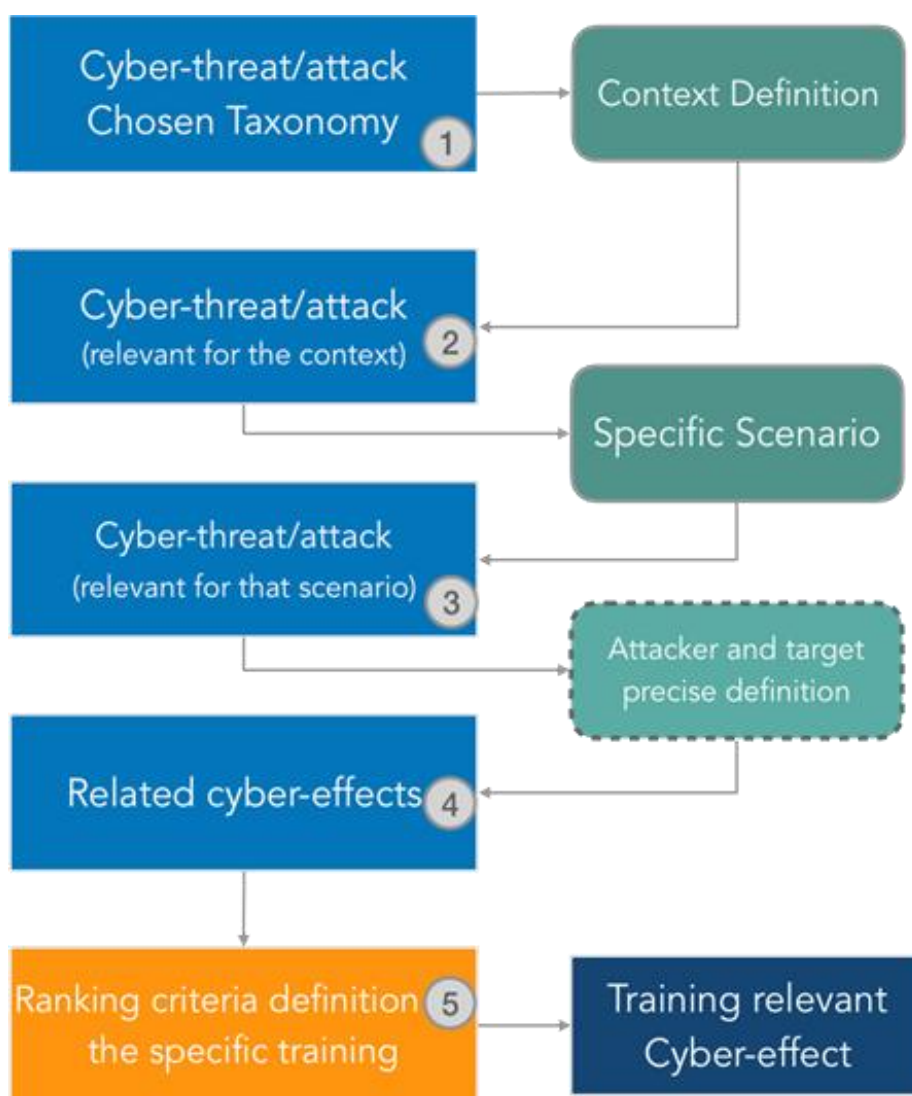 Cyber-threat/attack
Chosen Taxonomy
1
Context Definition
Cyber-threat/attack
(relevant for the context)
2
Specific Scenario
Cyber-threat/attack
(relevant for that scenario)
3
Attacker and target
precise definition
Related cyber-effects
4
Ranking criteria definition
the specific training
5
Training relevant
Cyber-effect